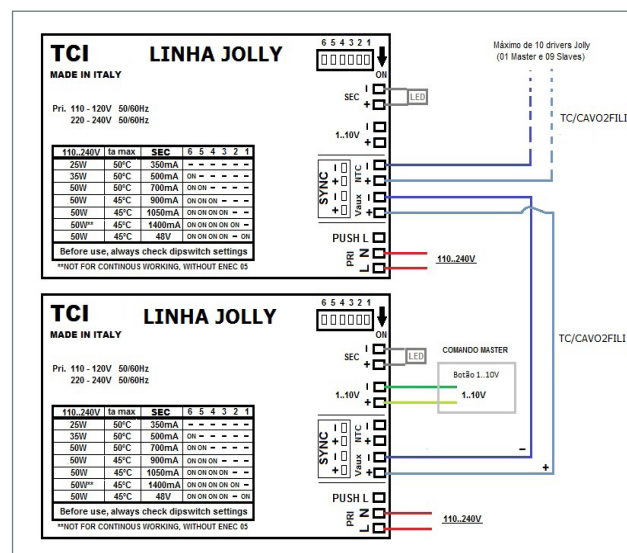 TCI LINHA JOLLY
MADE IN ITALY
6 5 4 3 2 1
ON
Pri. 110 - 120V 50/60Hz
220 - 240V 50/60Hz
SEC - +
LED
1..10V - +
110..240V ta max SEC 6 5 4 3 2 1
25W 50°C 350mA - - - - - -
35W 50°C 500mA ON - - - - -
50W 50°C 700mA ON ON - - - -
50W 45°C 900mA ON ON ON - - -
50W 45°C 1050mA ON ON ON ON - -
50W** 45°C 1400mA ON ON ON ON ON -
50W 45°C 48V ON ON ON ON - ON
Before use, always check dipswitch settings
**NOT FOR CONTINOUS WORKING, WITHOUT ENEC 05
SYNC - + - +
NTC - +
Vaux - +
PUSH L
PRI N L
110..240V
Máximo de 10 drivers Jolly
(01 Master e 09 Slaves)
TC/CAVO2FILI
TC/CAVO2FILI
TCI LINHA JOLLY
MADE IN ITALY
6 5 4 3 2 1
ON
Pri. 110 - 120V 50/60Hz
220 - 240V 50/60Hz
SEC - +
LED
1..10V - +
COMANDO MASTER
Botão 1..10V
1..10V
110..240V ta max SEC 6 5 4 3 2 1
25W 50°C 350mA - - - - - -
35W 50°C 500mA ON - - - - -
50W 50°C 700mA ON ON - - - -
50W 45°C 900mA ON ON ON ON - -
50W 45°C 1050mA ON ON ON ON - -
50W** 45°C 1400mA ON ON ON ON ON -
50W 45°C 48V ON ON ON ON - ON
Before use, always check dipswitch settings
**NOT FOR CONTINOUS WORKING, WITHOUT ENEC 05
SYNC - + - +
NTC - +
Vaux - +
-
+
PUSH L
PRI N L
110..240V